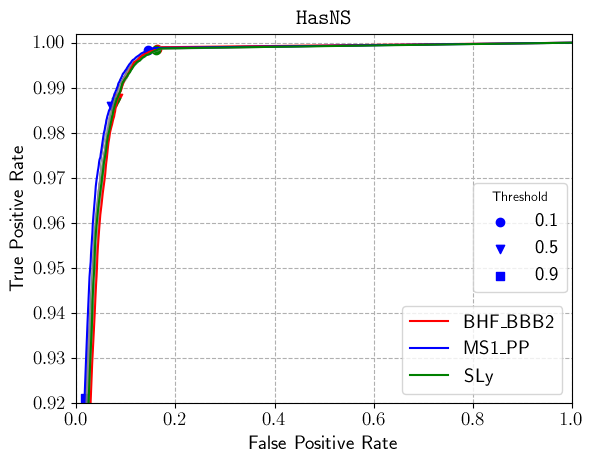 HasNS
1.00
0.99
0.98
0.97
0.96
0.95
0.94
0.93
0.92
True Positive Rate
Threshold
0.1
0.5
0.9
BHF_BBB2
MS1_PP
SLy
0.0 0.2 0.4 0.6 0.8 1.0
False Positive Rate